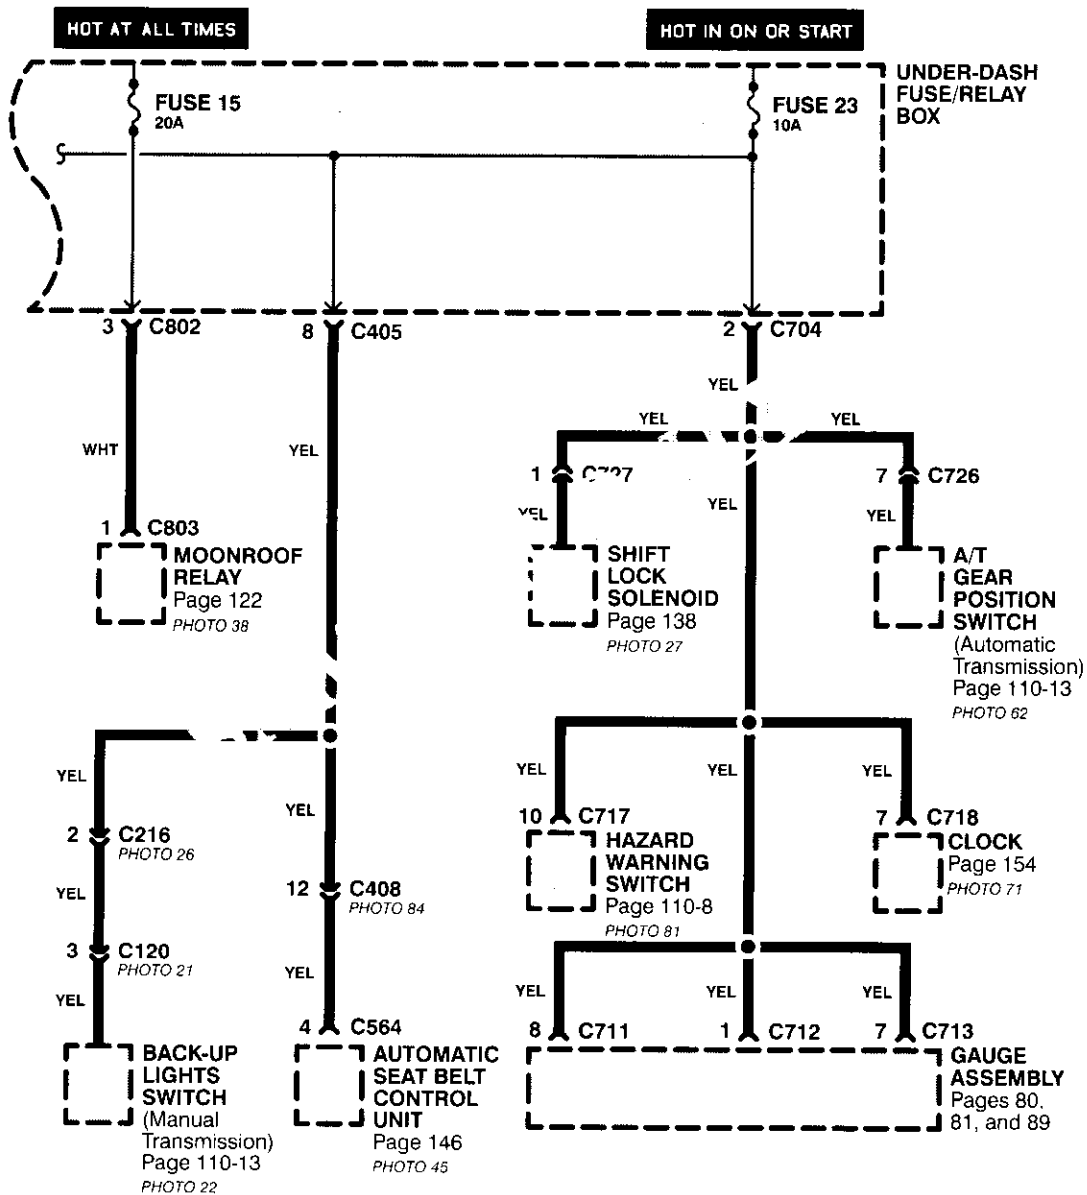 HOT AT ALL TIMES
HOT IN ON OR START
FUSE 15
20A
FUSE 23
10A
UNDER-DASH
FUSE/RELAY
BOX
3 C802
8 C405
2 C704
YEL
YEL
YEL
WHT
YEL
1
7 C726
YEL
YEL
YEL
1 C803
MOONROOF
RELAY
Page 122
PHOTO 38
SHIFT
LOCK
SOLENOID
Page 138
PHOTO 27
A/T
GEAR
POSITION
SWITCH
(Automatic
Transmission)
Page 110-13
PHOTO 62
YEL
YEL
YEL
YEL
YEL
2 C216
PHOTO 26
10 C717
7 C718
HAZARD
WARNING
SWITCH
Page 110-8
PHOTO 81
CLOCK
Page 154
PHOTO 71
YEL
12 C408
PHOTO 84
3 C120
PHOTO 21
YEL
YEL
YEL
YEL
YEL
4 C564
8 C711
1 C712
7 C713
BACK-UP
LIGHTS
SWITCH
(Manual
Transmission)
Page 110-13
PHOTO 22
AUTOMATIC
SEAT BELT
CONTROL
UNIT
Page 146
PHOTO 45
GAUGE
ASSEMBLY
Pages 80,
81, and 89